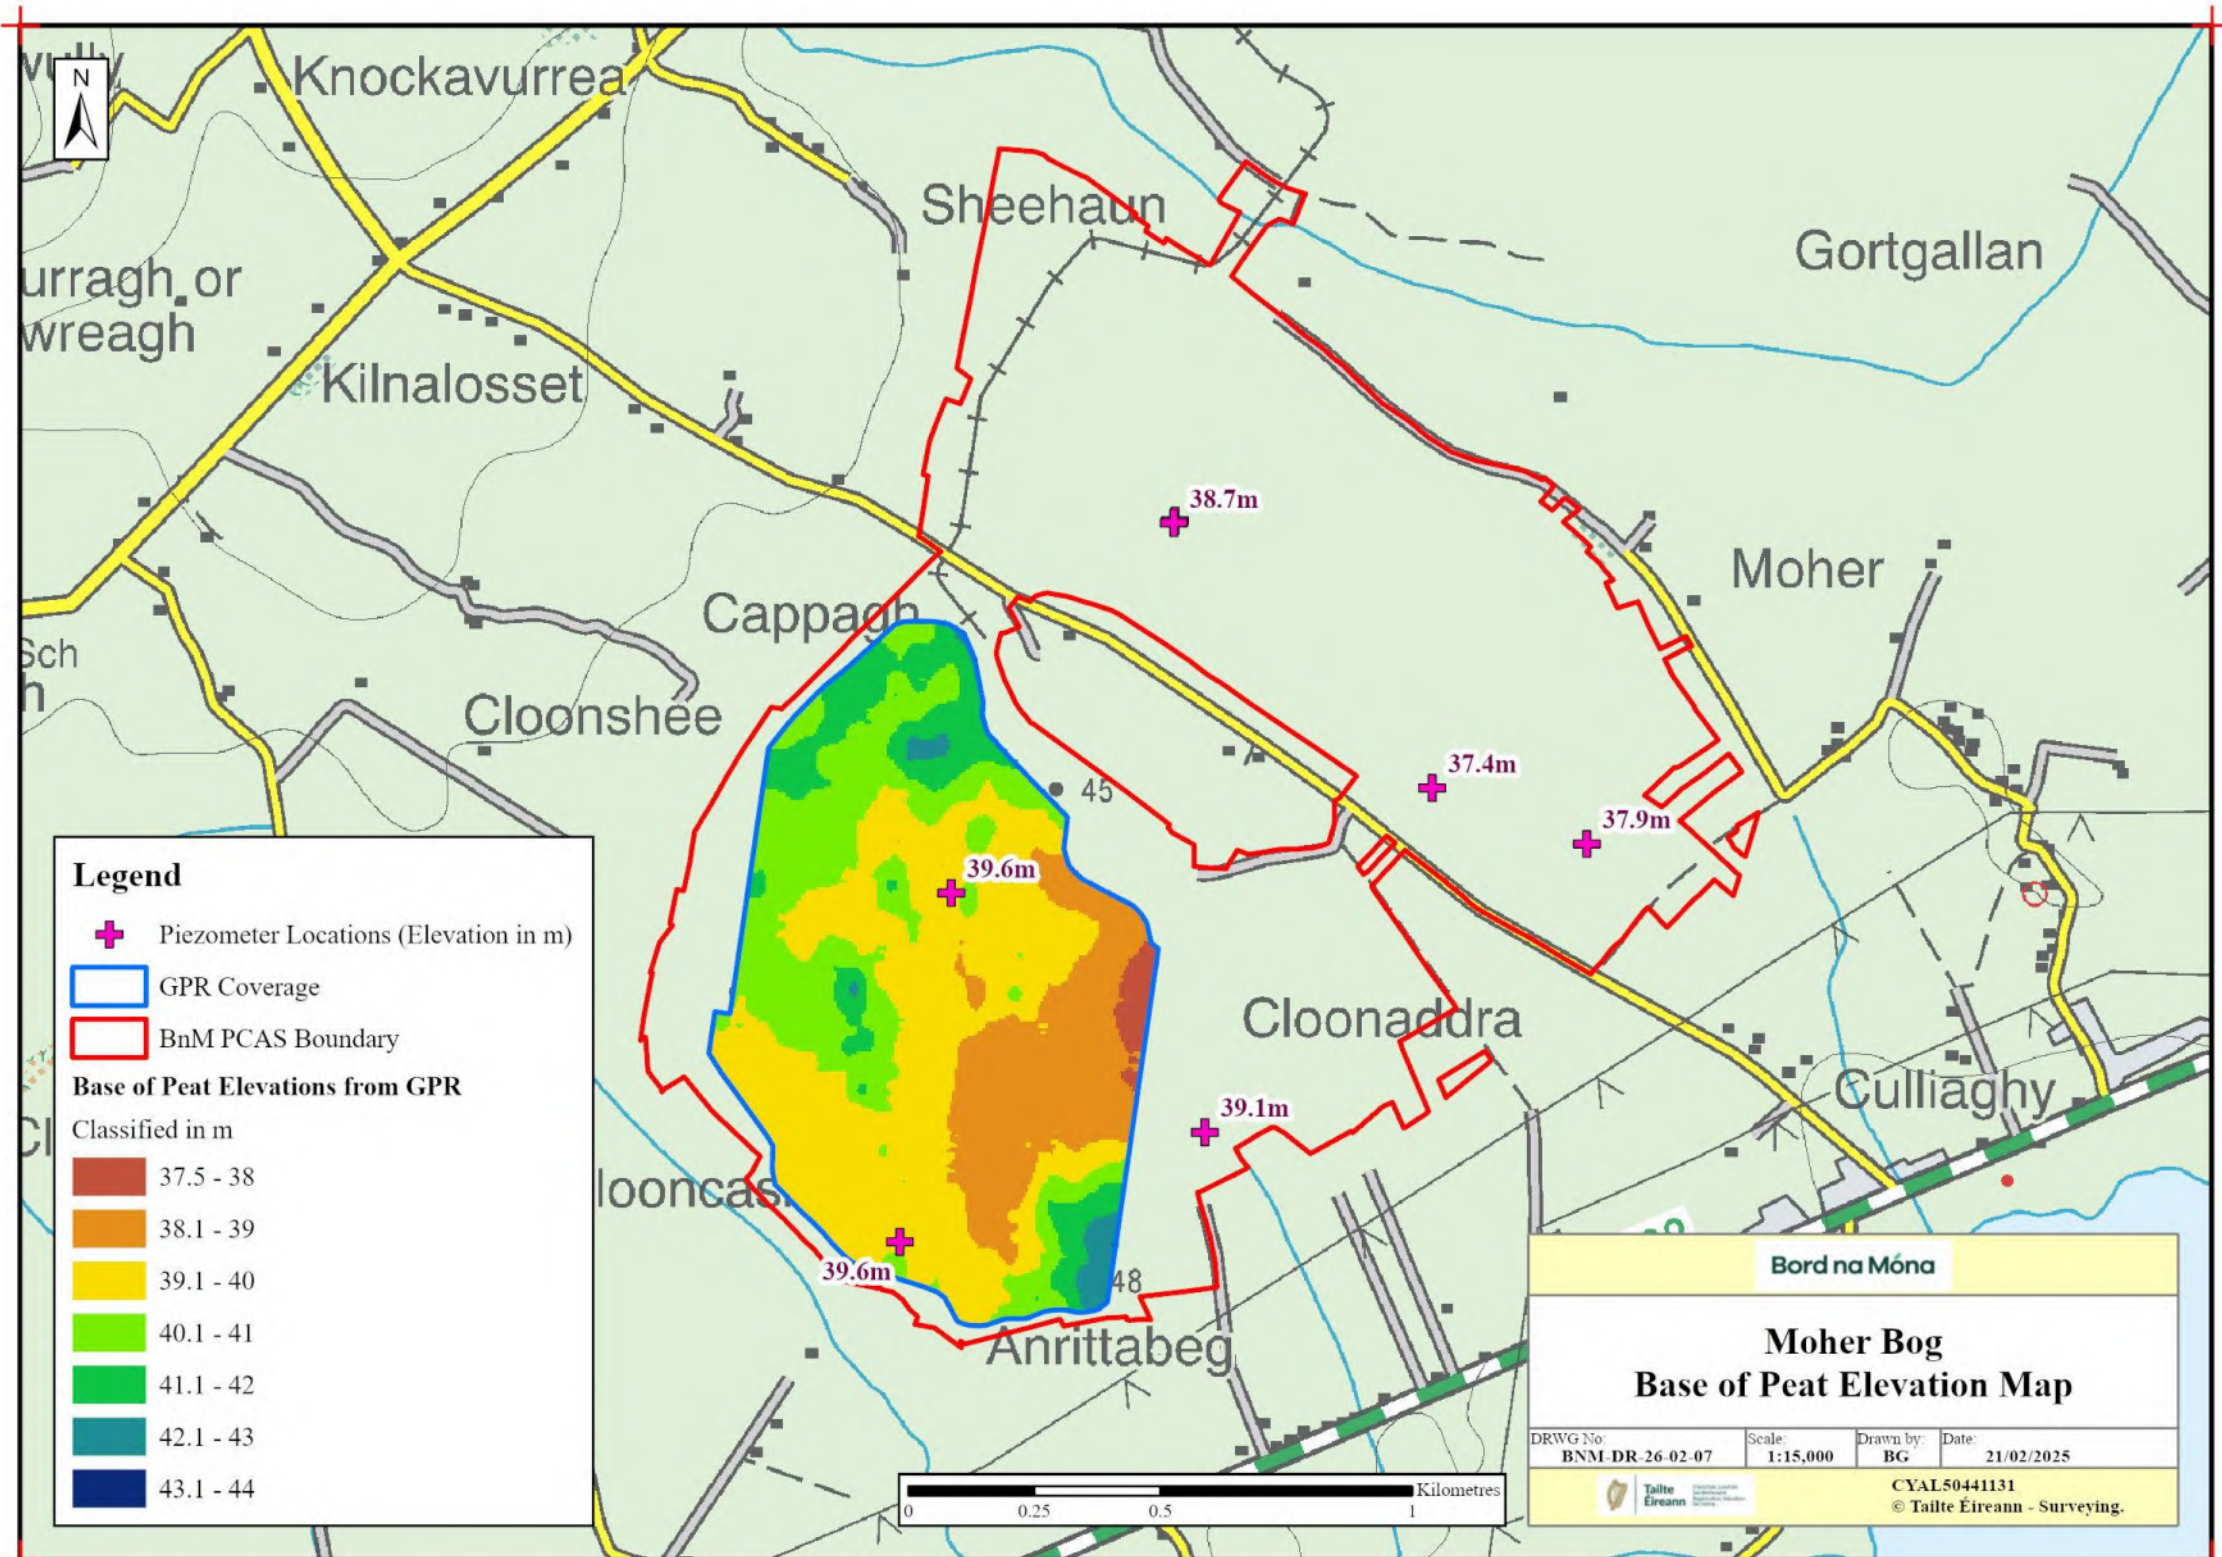 N
Knockavurrea
Sheehaun
Gortgallan
urragh or
wreagh
Kilnalosset
38.7m
Moher
Cappagh
Sch
h
Cloonshee
37.4m
45
37.9m
39.6m
Cloonaddra
Culliaghy
39.1m
looncas
39.6m
48
Anrittabeg
Legend
Piezometer Locations (Elevation in m)
GPR Coverage
BnM PCAS Boundary
Base of Peat Elevations from GPR
Classified in m
37.5 - 38
38.1 - 39
39.1 - 40
40.1 - 41
41.1 - 42
42.1 - 43
43.1 - 44
0 0.25 0.5 1 Kilometres
Bord na Móna
Moher Bog
Base of Peat Elevation Map
DRWG No: BNM-DR-26-02-07
Scale: 1:15,000
Drawn by: BG
Date: 21/02/2025
Tailte
Éireann
CYAL50441131
© Tailte Éireann - Surveying.